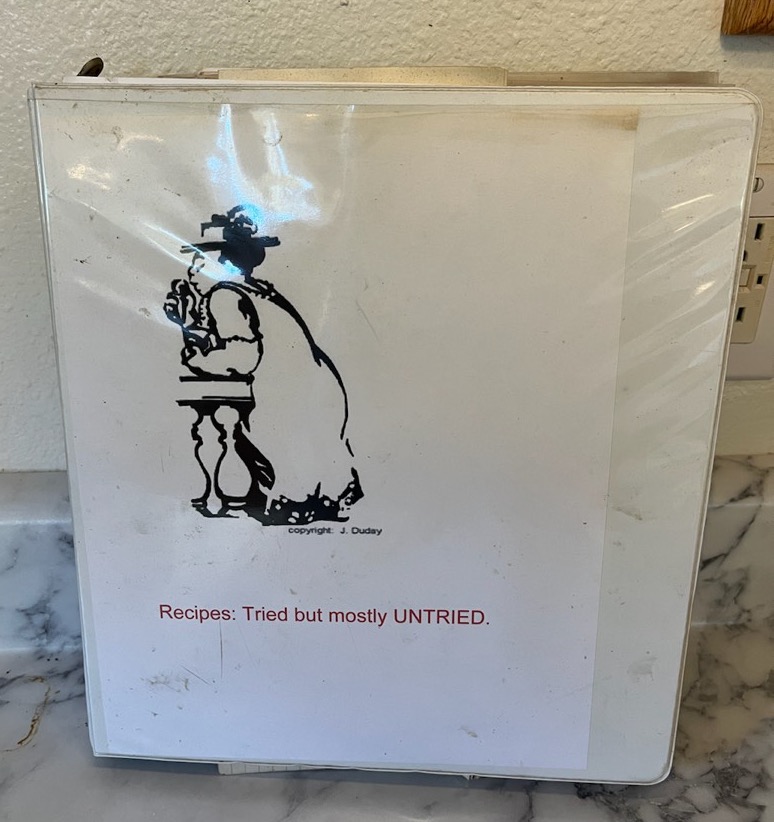 copyright: J. Duday
Recipes: Tried but mostly UNTRIED.